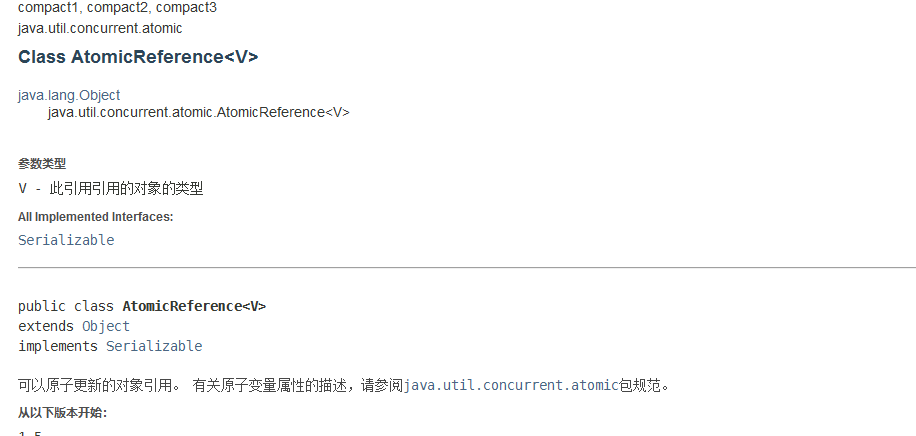 compact1, compact2, compact3
java.util.concurrent.atomic
Class AtomicReference<V>
java.lang.Object
java.util.concurrent.atomic.AtomicReference<V>
参数类型
V - 此引用引用的对象的类型
All Implemented Interfaces:
Serializable
public class AtomicReference<V>
extends Object
implements Serializable
可以原子更新的对象引用。 有关原子变量属性的描述，请参阅java.util.concurrent.atomic包规范。
从以下版本开始：
1.5